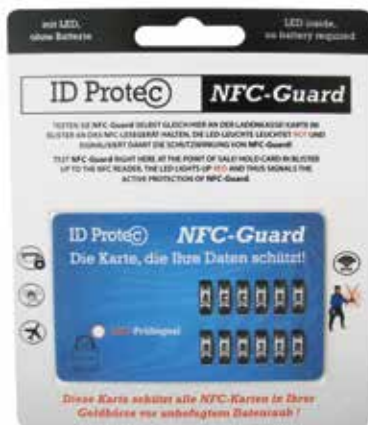 mit LED,
ohne Batterie
LED inside,
no battery required
ID Protec NFC-Guard
TESTEN SIE NFC-Guard SELBST GLEICH HIER AN DER LADENKASSE! KARTE IM
BLISTER AN DAS NFC-LESEGERÄT HALTEN, DIE LED-LEUCHTE LEUCHTET ROT UND
SIGNALISIERT DAMIT DIE SCHUTZWIRKUNG VON NFC-Guard!
TEST NFC-Guard RIGHT HERE AT THE POINT OF SALE! HOLD CARD IN BLISTER
UP TO THE NFC READER, THE LED LIGHTS UP RED AND THUS SIGNALS THE
ACTIVE PROTECTION OF NFC-Guard.
ID Protec NFC-Guard
Die Karte, die Ihre Daten schützt!
LED-Prüfsignal
Diese Karte schützt alle NFC-Karten in Ihrer
Geldbörse vor unbefugtem Datenraub !